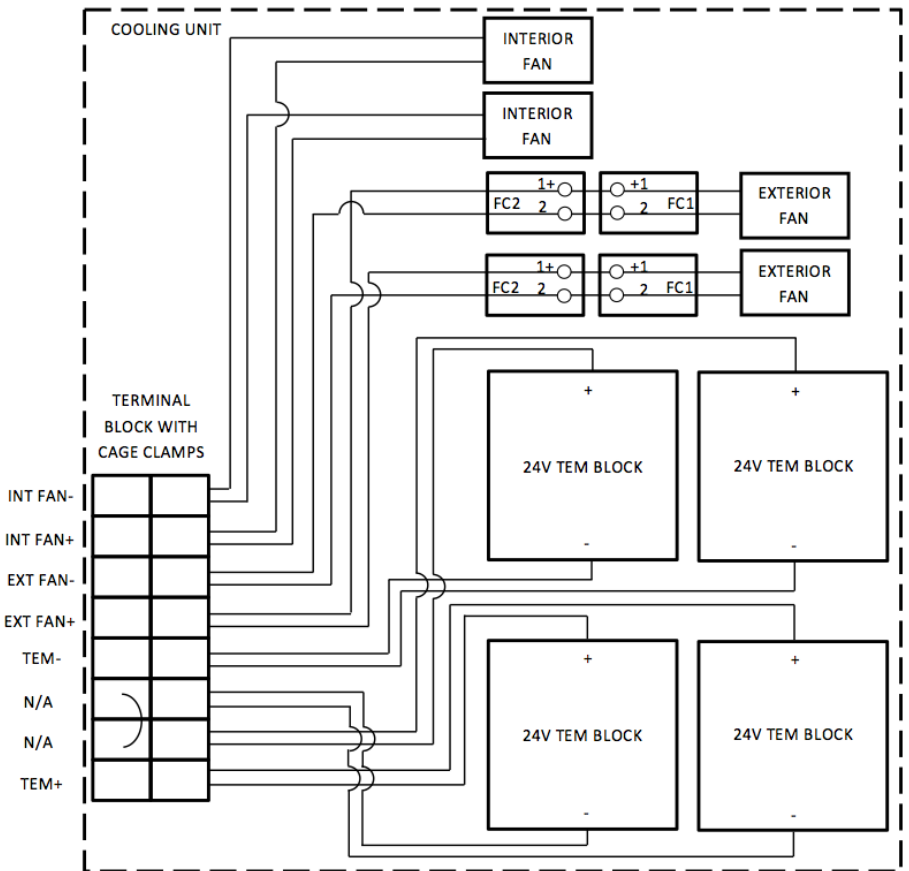 COOLING UNIT
INTERIOR
FAN
INTERIOR
FAN
1+
+1
FC2
2
2
FC1
EXTERIOR
FAN
1+
+1
FC2
2
2
FC1
EXTERIOR
FAN
TERMINAL
BLOCK WITH
CAGE CLAMPS
INT FAN-
INT FAN+
EXT FAN-
EXT FAN+
TEM-
N/A
N/A
TEM+
+
24V TEM BLOCK
-
+
24V TEM BLOCK
-
+
24V TEM BLOCK
-
+
24V TEM BLOCK
-